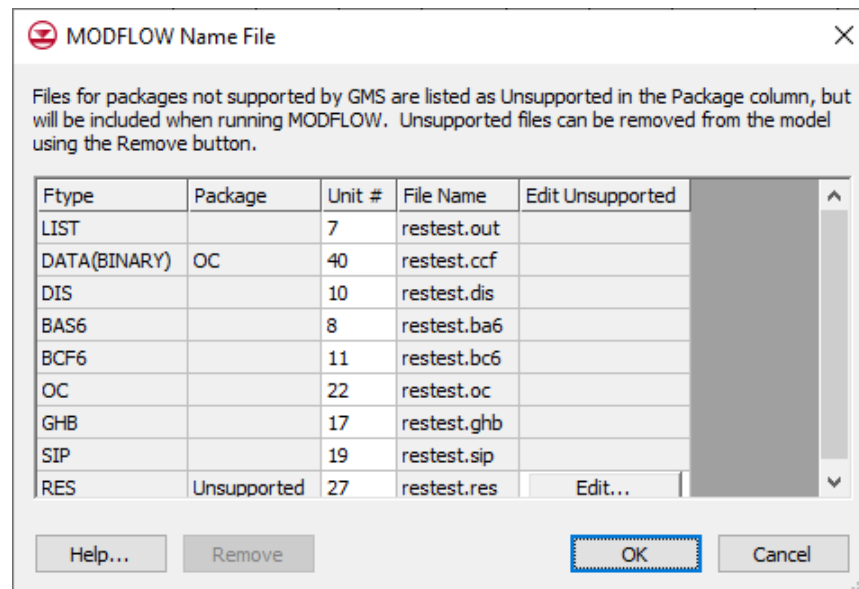 MODFLOW Name File
Files for packages not supported by GMS are listed as Unsupported in the Package column, but
will be included when running MODFLOW.  Unsupported files can be removed from the model
using the Remove button.
Ftype Package Unit # File Name Edit Unsupported
LIST 7 restest.out
DATA(BINARY) OC 40 restest.ccf
DIS 10 restest.dis
BAS6 8 restest.ba6
BCF6 11 restest.bc6
OC 22 restest.oc
GHB 17 restest.ghb
SIP 19 restest.sip
RES Unsupported 27 restest.res Edit...
Help... Remove OK Cancel